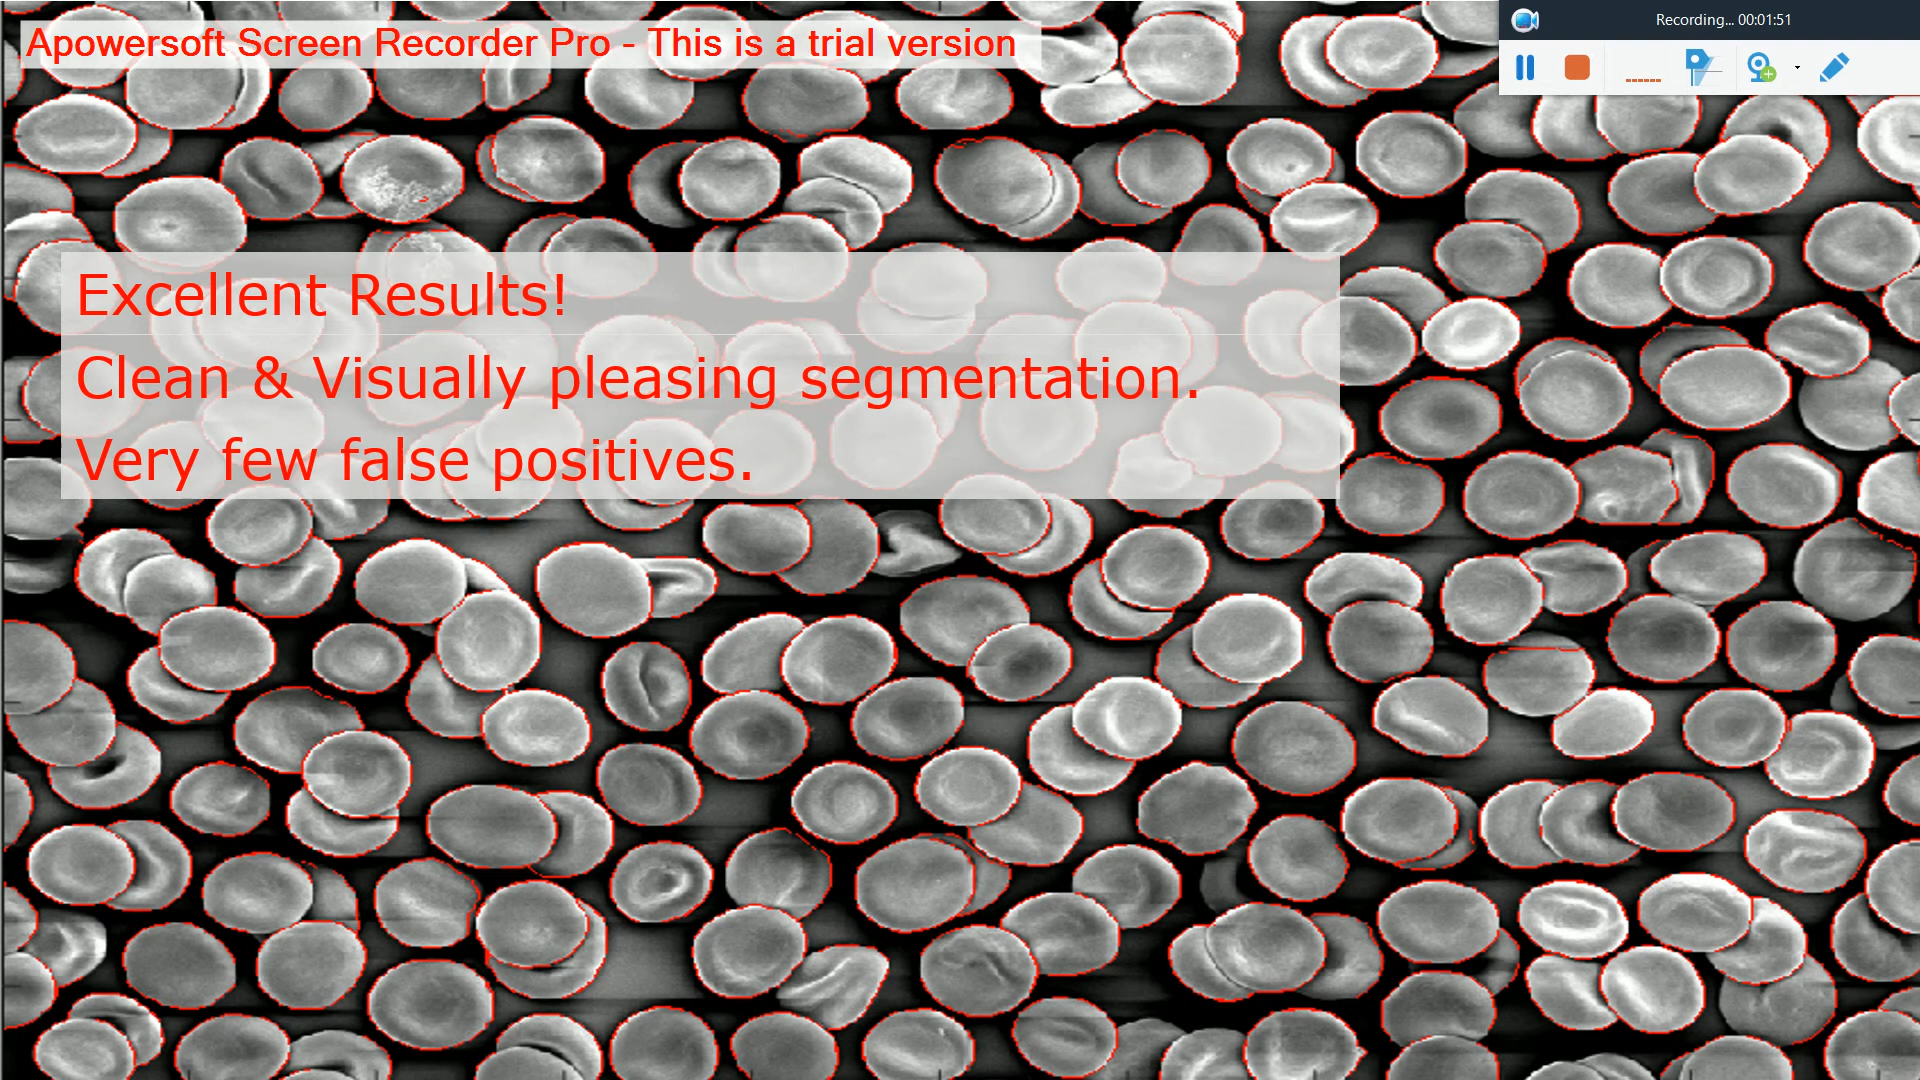 Apowersoft Screen Recorder Pro - This is a trial version
Recording... 00:01:51
Excellent Results!
Clean & Visually pleasing segmentation.
Very few false positives.